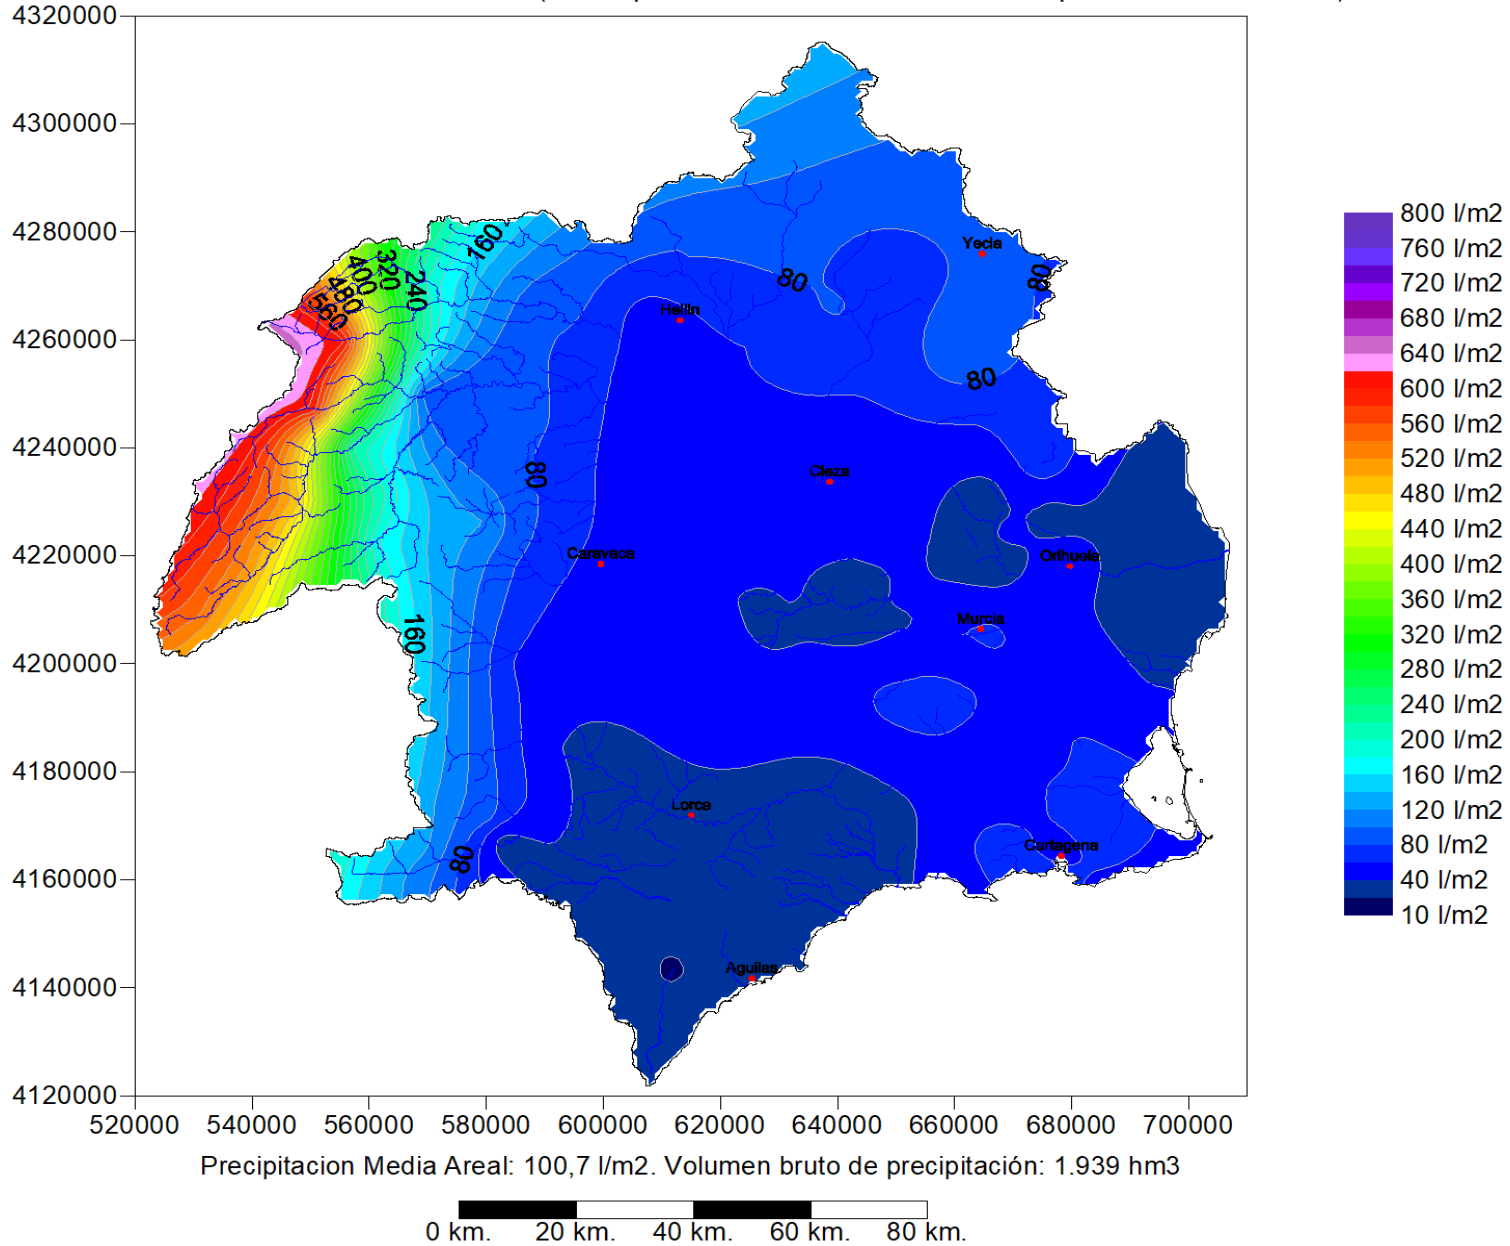 4320000
4300000
4280000
4260000
4240000
4220000
4200000
4180000
4160000
4140000
4120000
520000 540000 560000 580000 600000 620000 640000 660000 680000 700000
160
320
400
240
480
560
80
80
80
80
160
80
Yecla
Hellin
Cieza
Caravaca
Orihuela
Murcia
Lorca
Cartagena
Aguilas
800 l/m2
760 l/m2
720 l/m2
680 l/m2
640 l/m2
600 l/m2
560 l/m2
520 l/m2
480 l/m2
440 l/m2
400 l/m2
360 l/m2
320 l/m2
280 l/m2
240 l/m2
200 l/m2
160 l/m2
120 l/m2
80 l/m2
40 l/m2
10 l/m2
Precipitacion Media Areal: 100,7 l/m2. Volumen bruto de precipitación: 1.939 hm3
0 km. 20 km. 40 km. 60 km. 80 km.